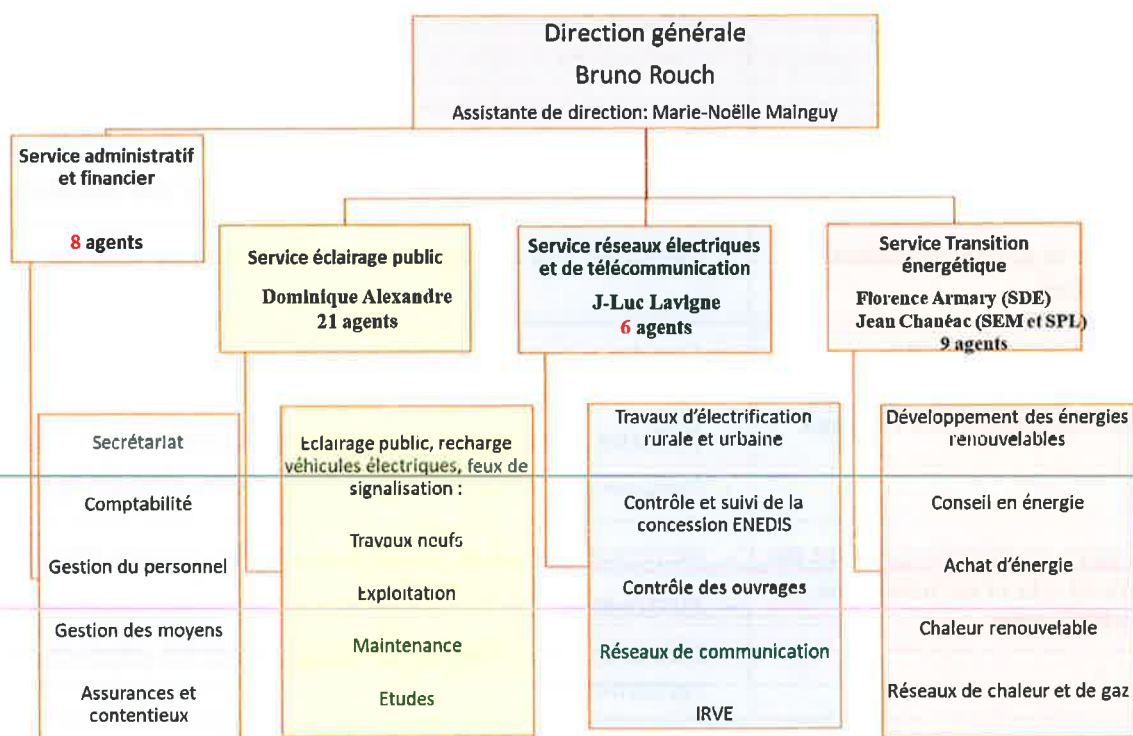 Direction générale
Bruno Rouch
Assistante de direction: Marie-Noëlle Mainguy
Service administratif
et financier
8 agents
Service éclairage public
Dominique Alexandre
21 agents
Service réseaux électriques
et de télécommunication
J-Luc Lavigne
6 agents
Service Transition
énergétique
Florence Armary (SDE)
Jean Chanéac (SEM et SPL)
9 agents
Secrétariat
Comptabilité
Gestion du personnel
Gestion des moyens
Assurances et
contentieux
Eclairage public, recharge
véhicules électriques, feux de
signalisation :
Travaux neufs
Exploitation
Maintenance
Etudes
Travaux d'électrification
rurale et urbaine
Contrôle et suivi de la
concession ENEDIS
Contrôle des ouvrages
Réseaux de communication
IRVE
Développement des énergies
renouvelables
Conseil en énergie
Achat d'énergie
Chaleur renouvelable
Réseaux de chaleur et de gaz